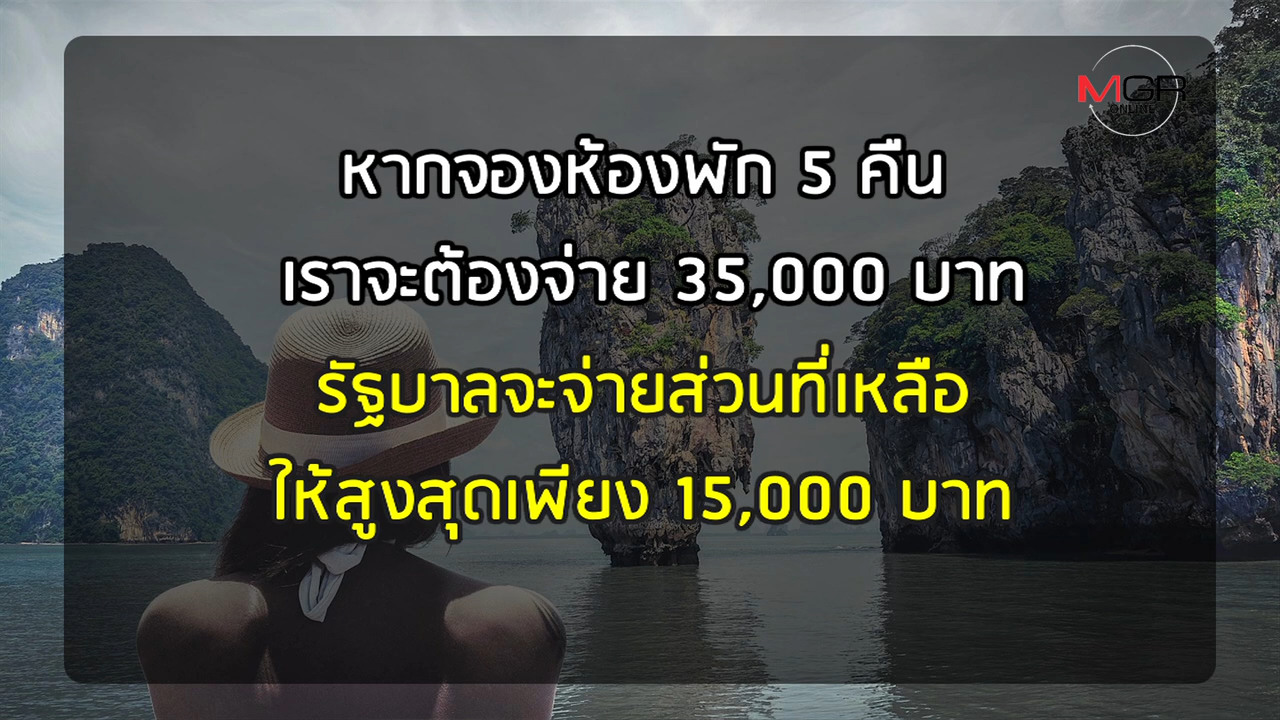 MGR
ONLINE
หากจองห้องพัก 5 คืน
เราจะต้องจ่าย 35,000 บาท
รัฐบาลจะจ่ายส่วนที่เหลือ
ให้สูงสุดเพียง 15,000 บาท